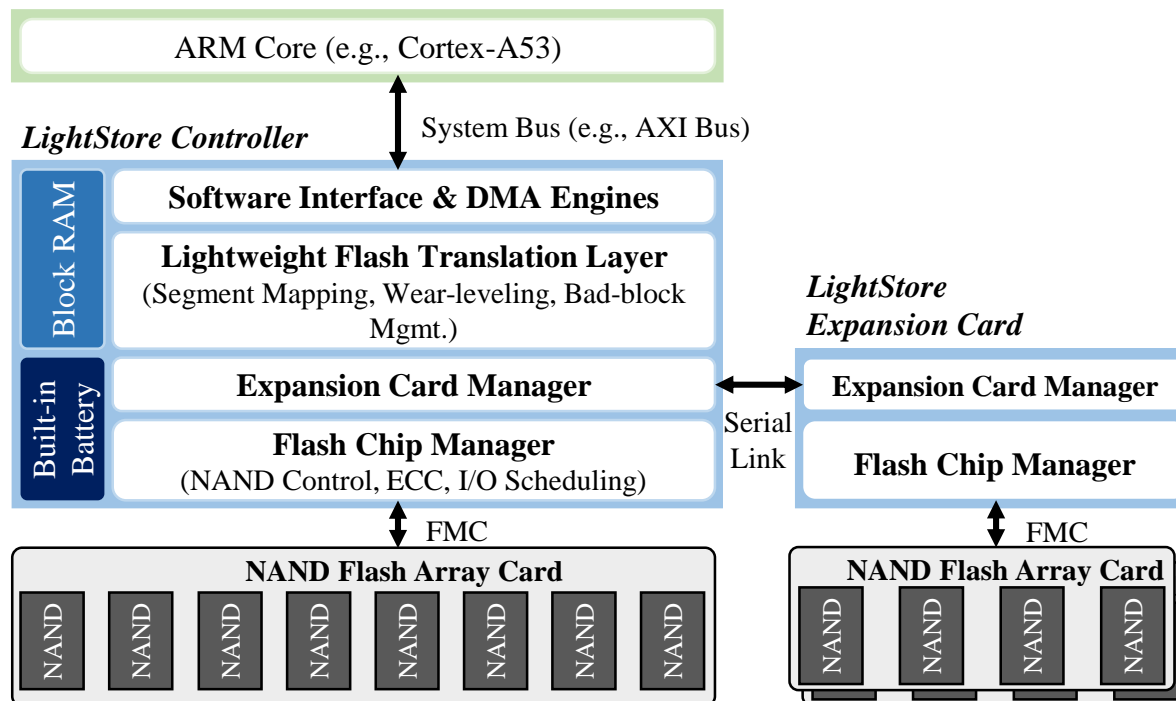 ARM Core (e.g., Cortex-A53)
System Bus (e.g., AXI Bus)
LightStore Controller
Block RAM
Software Interface & DMA Engines
Lightweight Flash Translation Layer
(Segment Mapping, Wear-leveling, Bad-block
Mgmt.)
Built-in
Battery
Expansion Card Manager
Flash Chip Manager
(NAND Control, ECC, I/O Scheduling)
Serial
Link
LightStore
Expansion Card
Expansion Card Manager
Flash Chip Manager
FMC
NAND Flash Array Card
NAND
NAND
NAND
NAND
NAND
NAND
NAND
NAND
FMC
NAND Flash Array Card
NAND
NAND
NAND
NAND